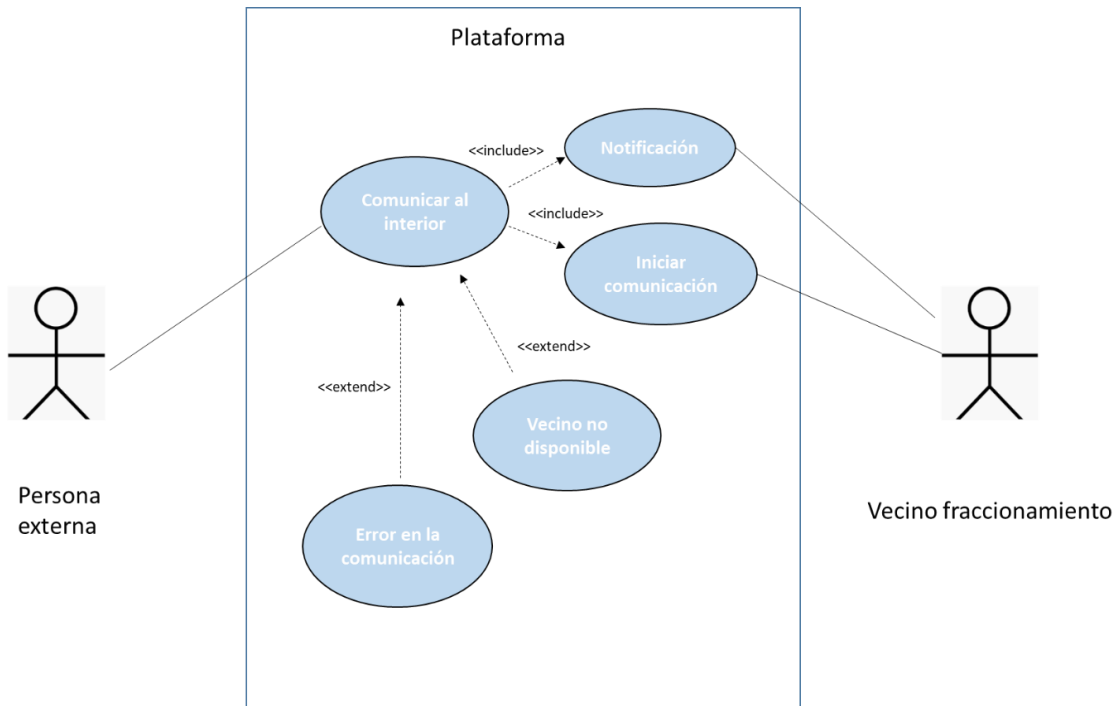 Plataforma
<<include>>
Notificación
Comunicar al
interior
<<include>>
Iniciar
comunicación
<<extend>>
<<extend>>
Vecino no
disponible
Persona
externa
Vecino fraccionamiento
Error en la
comunicación